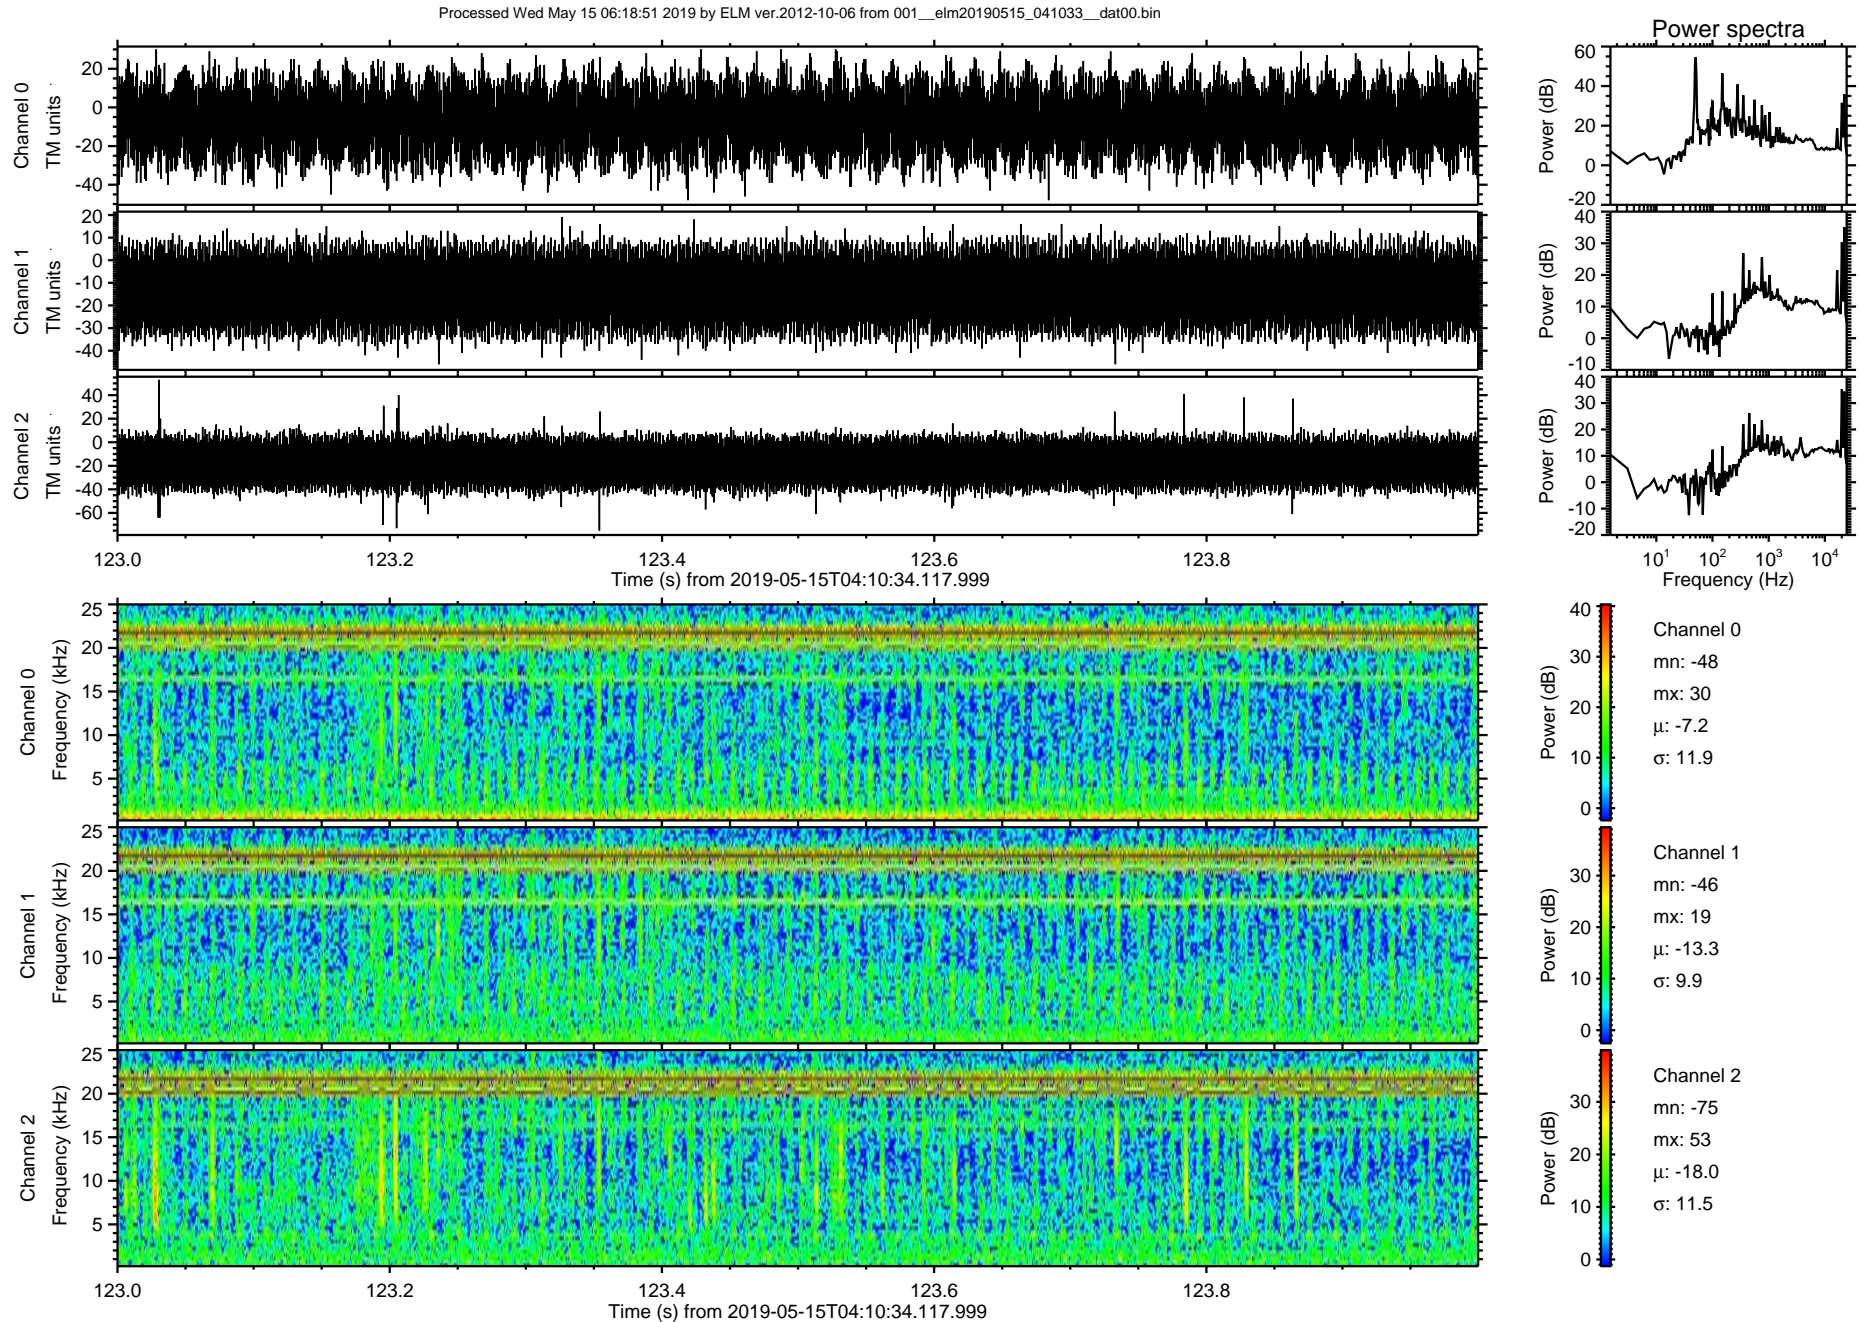 Processed Wed May 15 06:18:51 2019 by ELM ver.2012-10-06 from 001__elm20190515_041033__dat00.bin
Power spectra
Channel 0
TM units
20
0
-20
-40
Power (dB)
60
40
20
0
-20
Channel 1
TM units
20
10
0
-10
-20
-30
-40
Power (dB)
40
30
20
10
0
-10
Channel 2
TM units
40
20
0
-20
-40
-60
Power (dB)
40
30
20
10
0
-10
-20
123.0 123.2 123.4 123.6 123.8
Time (s) from 2019-05-15T04:10:34.117.999
10^1 10^2 10^3 10^4
Frequency (Hz)
Channel 0
Frequency (kHz)
25
20
15
10
5
Power (dB)
40
30
20
10
0
Channel 0
mn: -48
mx: 30
μ: -7.2
σ: 11.9
Channel 1
Frequency (kHz)
25
20
15
10
5
Power (dB)
30
20
10
0
Channel 1
mn: -46
mx: 19
μ: -13.3
σ: 9.9
Channel 2
Frequency (kHz)
25
20
15
10
5
Power (dB)
30
20
10
0
Channel 2
mn: -75
mx: 53
μ: -18.0
σ: 11.5
123.0 123.2 123.4 123.6 123.8
Time (s) from 2019-05-15T04:10:34.117.999